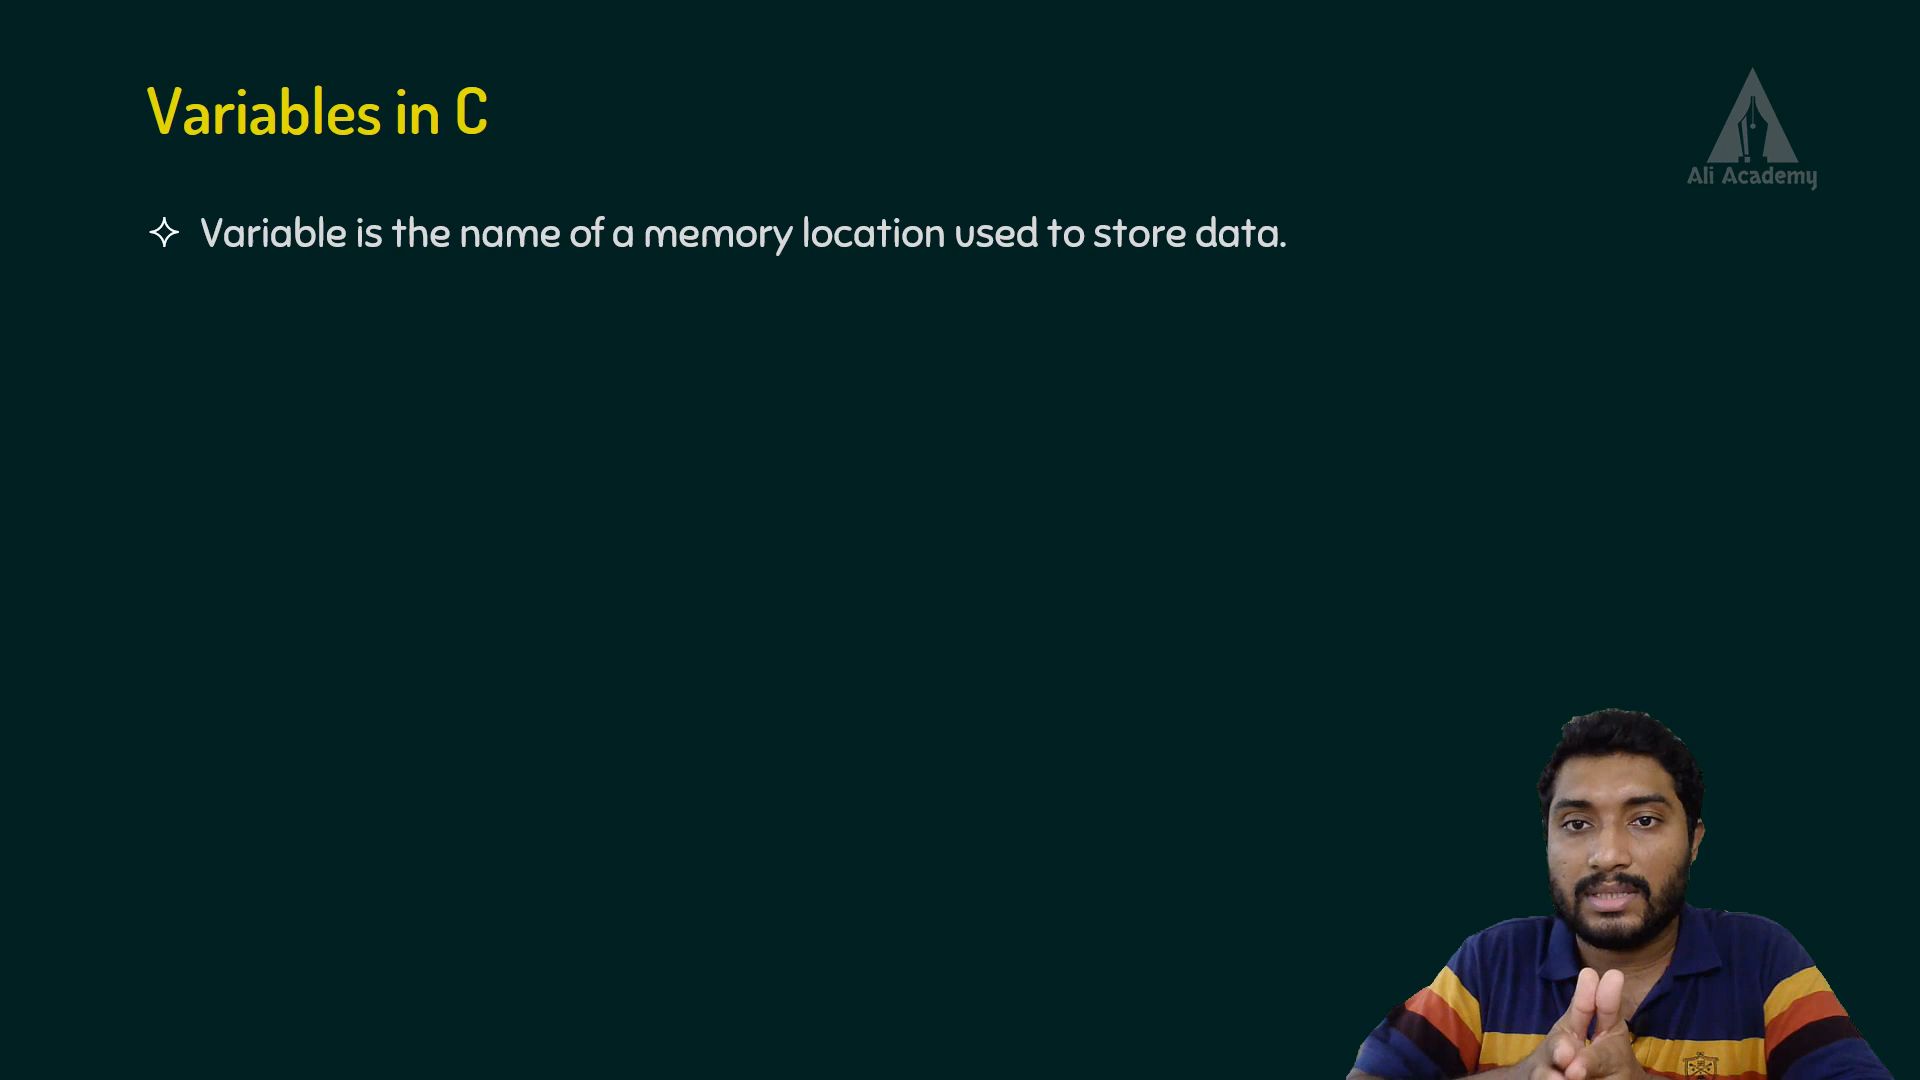 Variables in C
Ali Academy
Variable is the name of a memory location used to store data.